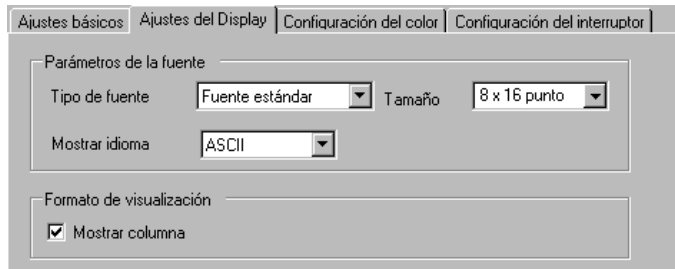 Ajustes básicos Ajustes del Display Configuración del color Configuración del interruptor
Parámetros de la fuente
Tipo de fuente Fuente estándar Tamaño 8 x 16 punto
Mostrar idioma ASCII
Formato de visualización
Mostrar columna